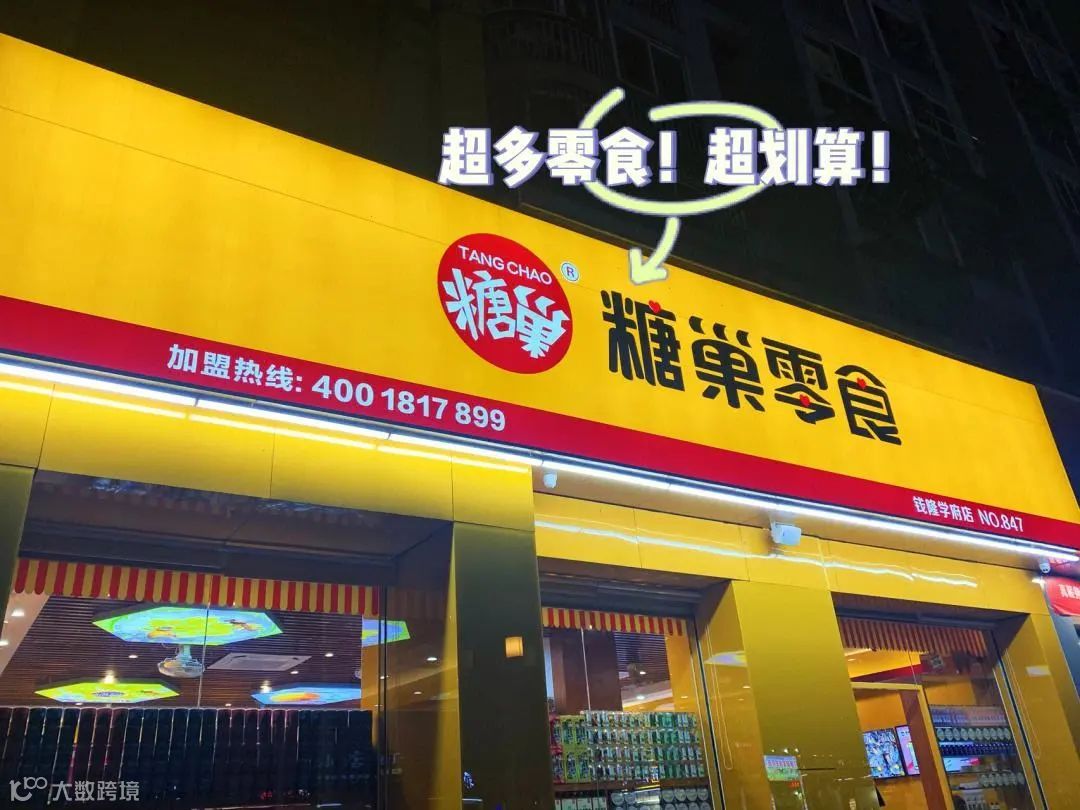 超多零食！超划算！
TANG CHAO
®
糖巢
糖巢零食
加盟热线: 400 1817 899
钱隆学府店 NO.847
大数跨境